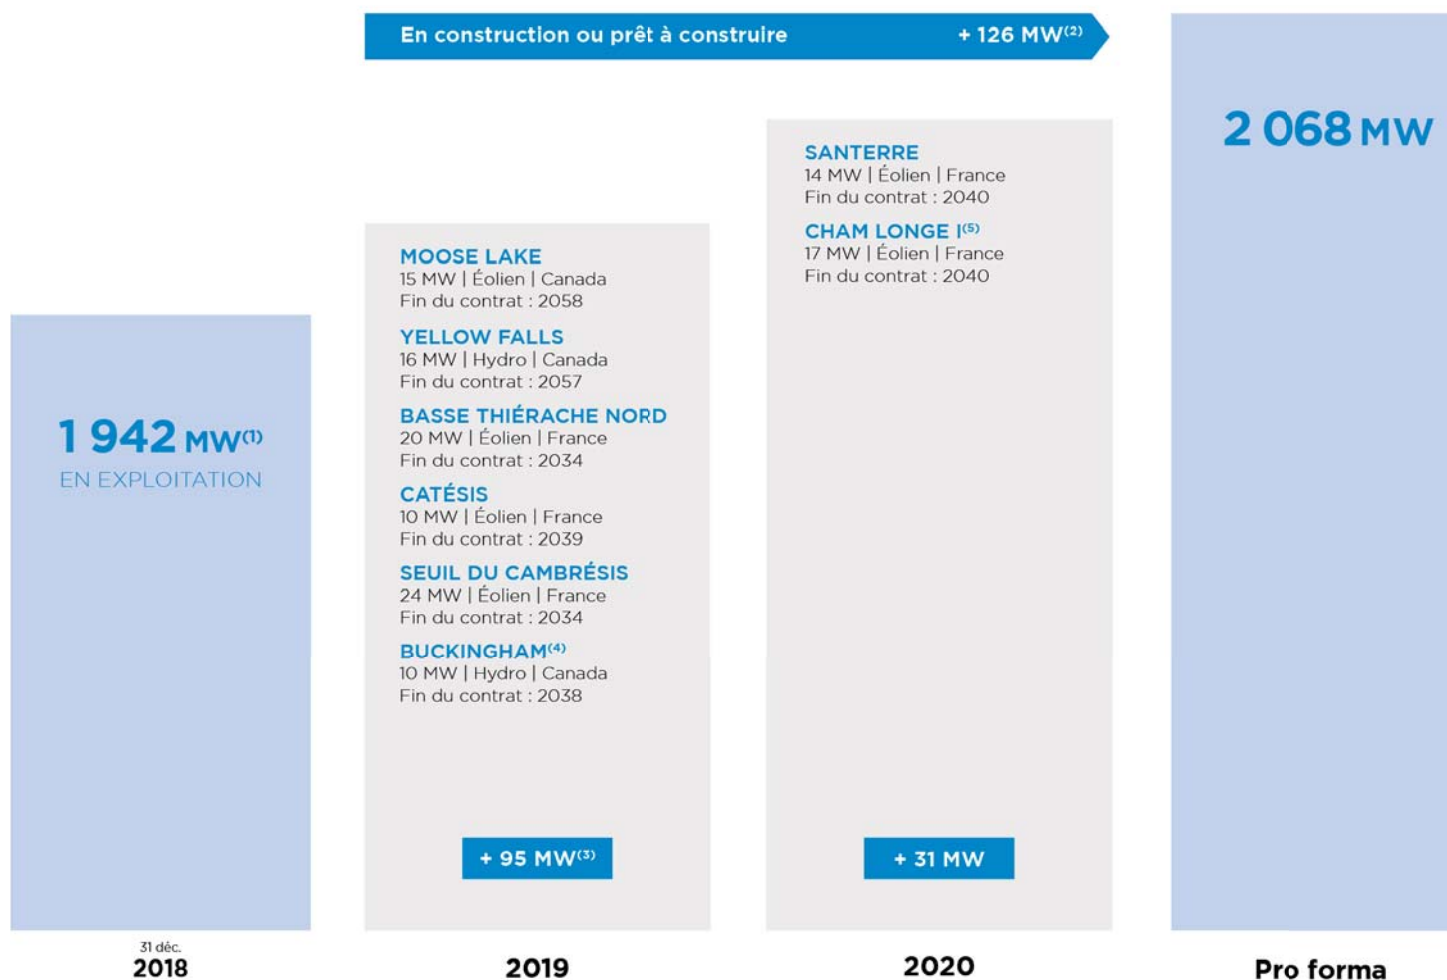 En construction ou prêt à construire + 126 MW(2)
1 942 MW(1)
EN EXPLOITATION
31 déc.
2018
MOOSE LAKE
15 MW | Éolien | Canada
Fin du contrat : 2058
YELLOW FALLS
16 MW | Hydro | Canada
Fin du contrat : 2057
BASSE THIÉRACHE NORD
20 MW | Éolien | France
Fin du contrat : 2034
CATÉSIS
10 MW | Éolien | France
Fin du contrat : 2039
SEUIL DU CAMBRÉSIS
24 MW | Éolien | France
Fin du contrat : 2034
BUCKINGHAM(4)
10 MW | Hydro | Canada
Fin du contrat : 2038
+ 95 MW(3)
2019
SANTERRE
14 MW | Éolien | France
Fin du contrat : 2040
CHAM LONGE I(5)
17 MW | Éolien | France
Fin du contrat : 2040
+ 31 MW
2020
2 068 MW
Pro forma